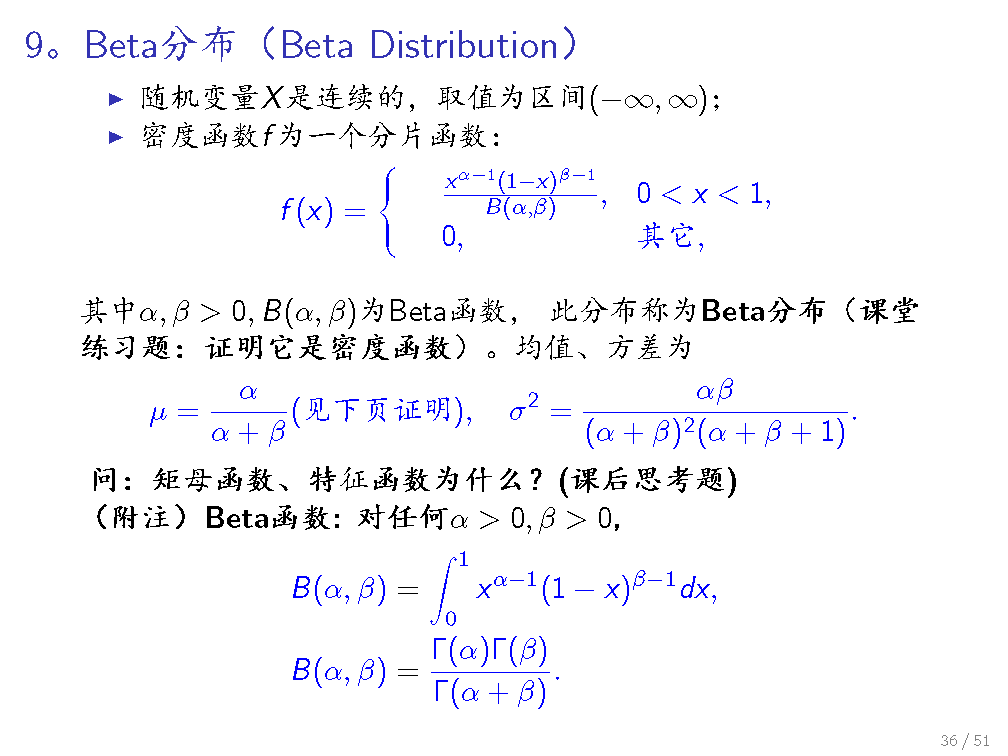 9。Beta分布（Beta Distribution）
▶ 随机变量X是连续的，取值为区间(−∞, ∞)；
▶ 密度函数f为一个分片函数：
f(x) = { x^{α−1}(1−x)^{β−1} / B(α,β), 0 < x < 1,
0, 其它,
其中α, β > 0, B(α, β)为Beta函数， 此分布称为Beta分布（课堂
练习题：证明它是密度函数）。均值、方差为
μ = α / (α + β) (见下页证明), σ² = αβ / ((α + β)²(α + β + 1)).
问：矩母函数、特征函数为什么？(课后思考题)
（附注）Beta函数: 对任何α > 0, β > 0,
B(α, β) = ∫_0^1 x^{α−1}(1 − x)^{β−1}dx,
B(α, β) = Γ(α)Γ(β) / Γ(α + β).
36 / 51